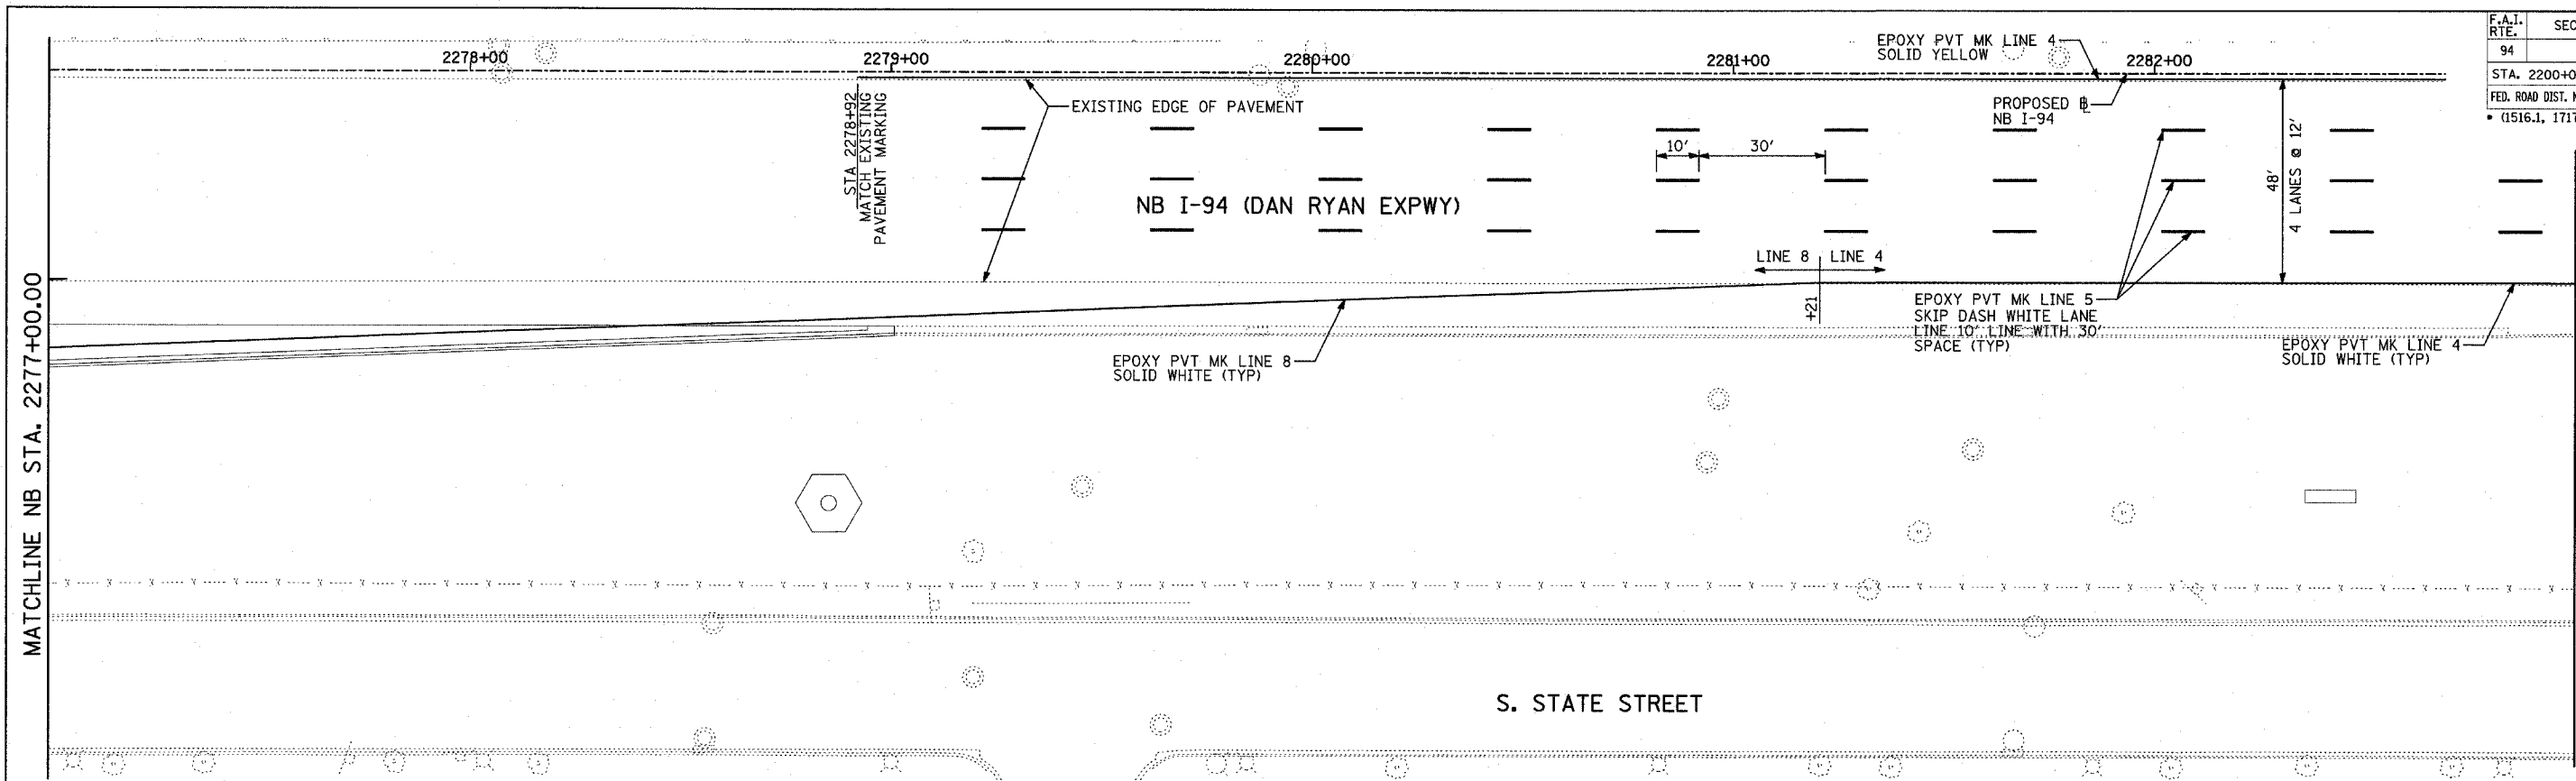 F.A.I.
RTE.
SEC
94
STA. 2200+0
FED. ROAD DIST. N
• (1516.1, 1717
2278+00
2279+00
2280+00
2281+00
2282+00
EPOXY PVT MK LINE 4
SOLID YELLOW
PROPOSED
NB I-94
STA 2278+92
MATCH EXISTING
PAVEMENT MARKING
EXISTING EDGE OF PAVEMENT
10' 30'
48'
4 LANES @ 12'
NB I-94 (DAN RYAN EXPWY)
LINE 8 LINE 4
+21
EPOXY PVT MK LINE 5
SKIP DASH WHITE LANE
LINE 10' LINE WITH 30'
SPACE (TYP)
EPOXY PVT MK LINE 8
SOLID WHITE (TYP)
EPOXY PVT MK LINE 4
SOLID WHITE (TYP)
MATCHLINE NB STA. 2277+00.00
S. STATE STREET